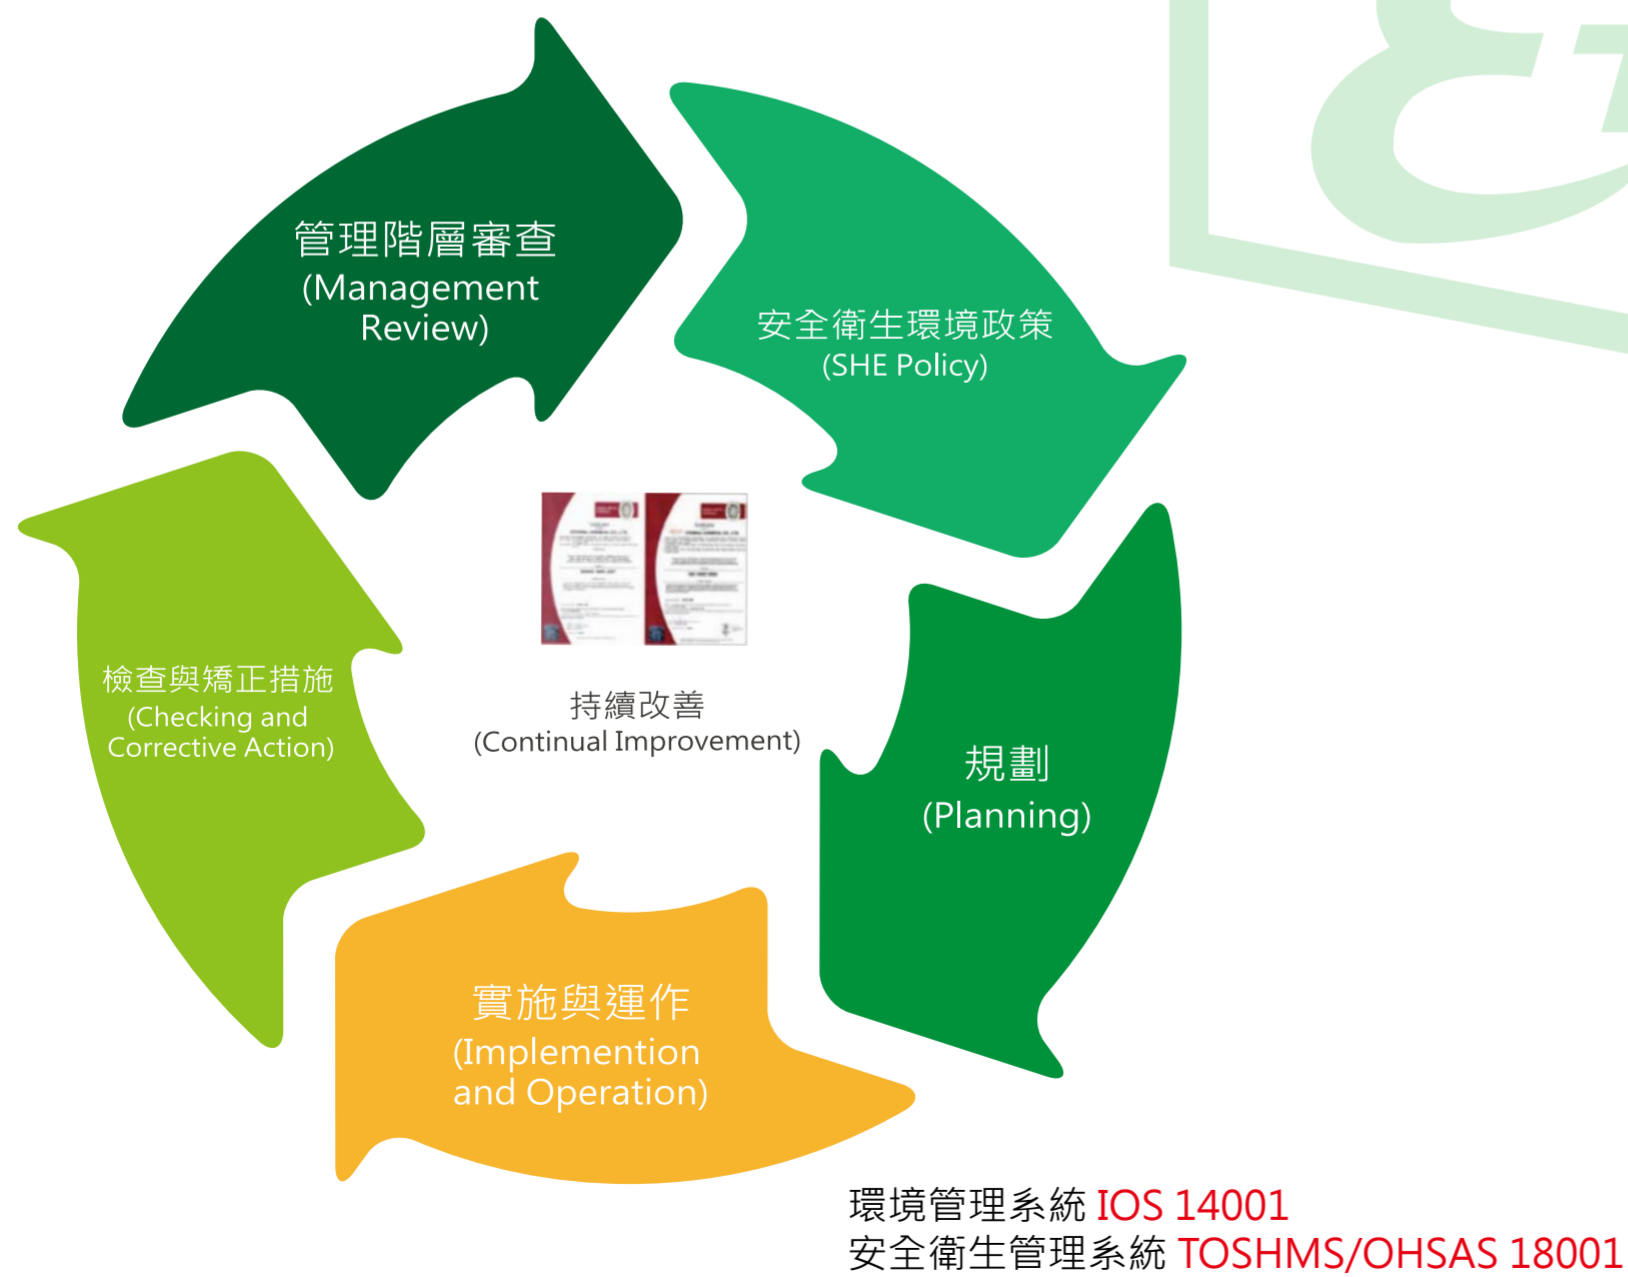 管理階層審查
(Management
Review)
安全衛生環境政策
(SHE Policy)
規劃
(Planning)
實施與運作
(Implemention
and Operation)
檢查與矯正措施
(Checking and
Corrective Action)
持續改善
(Continual Improvement)
環境管理系統 IOS 14001
安全衛生管理系統 TOSHMS/OHSAS 18001